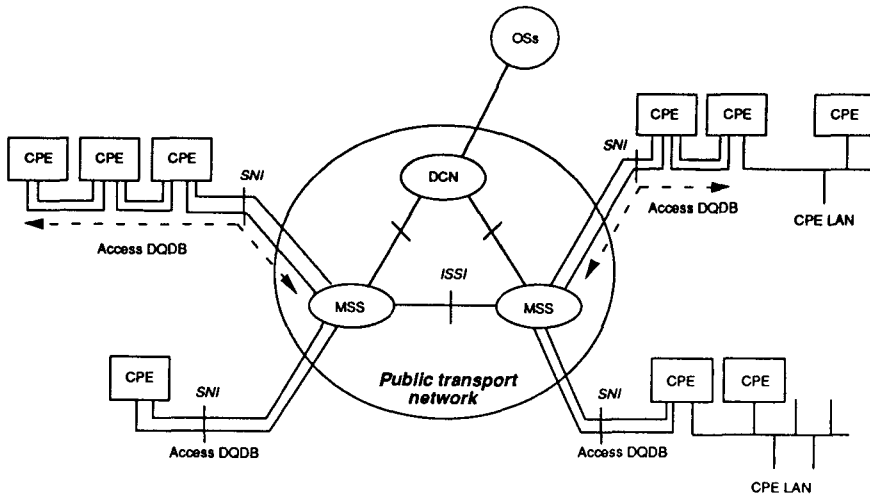 OSs
CPE CPE CPE
SNI
CPE CPE CPE
SNI
DCN
Access DQDB
CPE LAN
Access DQDB
ISSI
MSS
MSS
CPE
SNI
Access DQDB
Public transport
network
CPE CPE
SNI
Access DQDB
CPE LAN